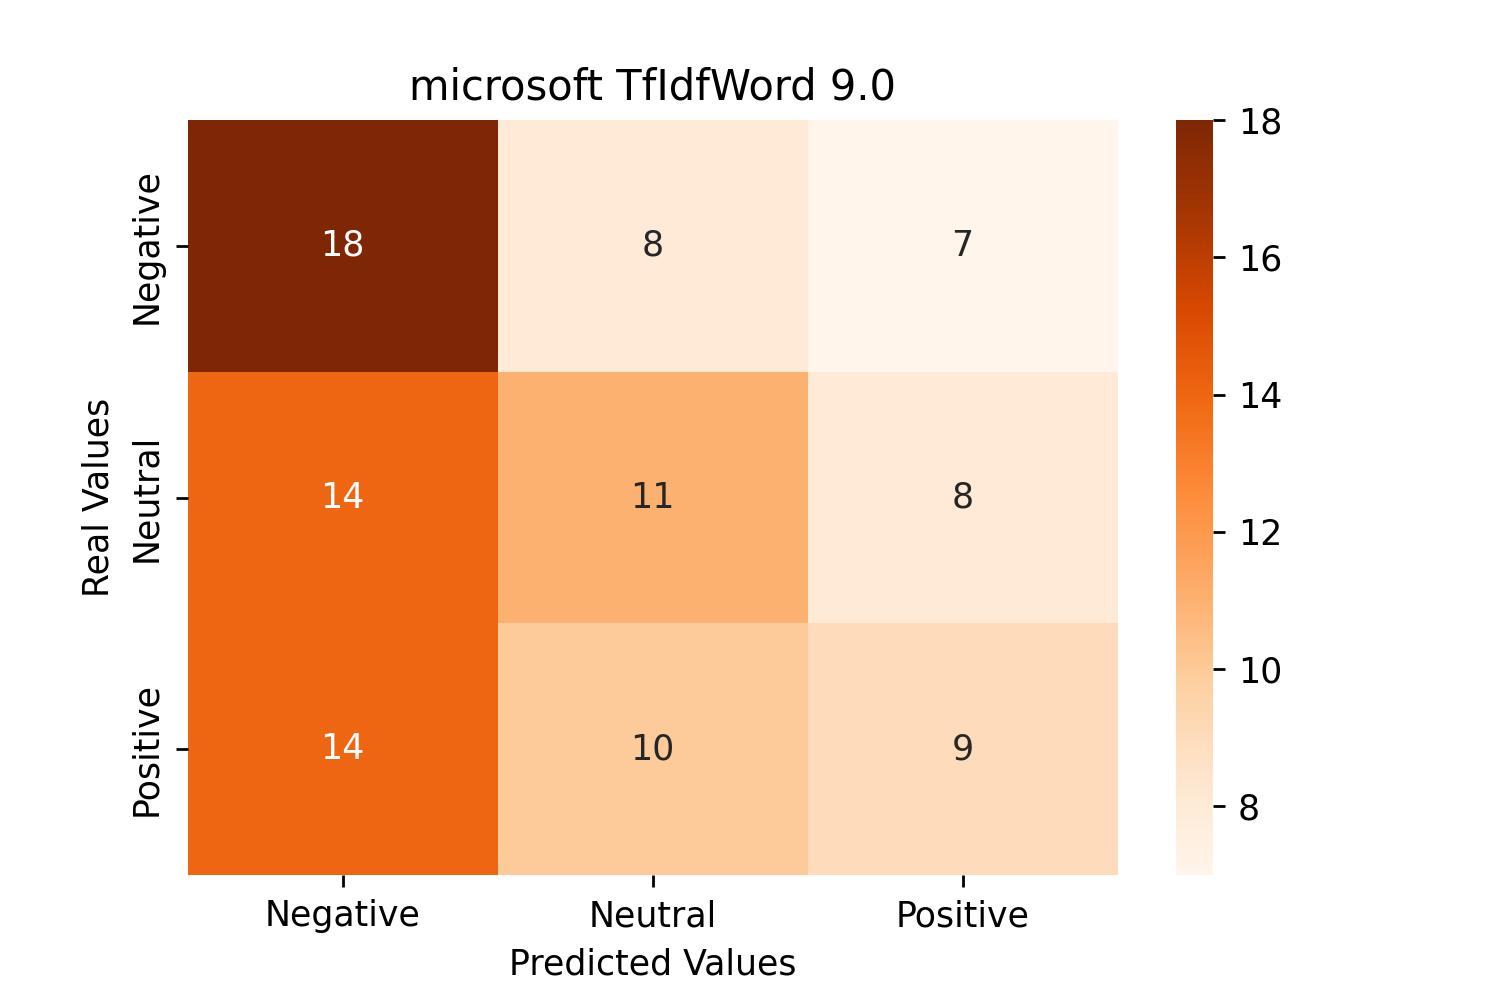 microsoft TfIdfWord 9.0
Real Values
Negative
Neutral
Positive
18 8 7
14 11 8
14 10 9
Negative Neutral Positive
Predicted Values
18
16
14
12
10
8